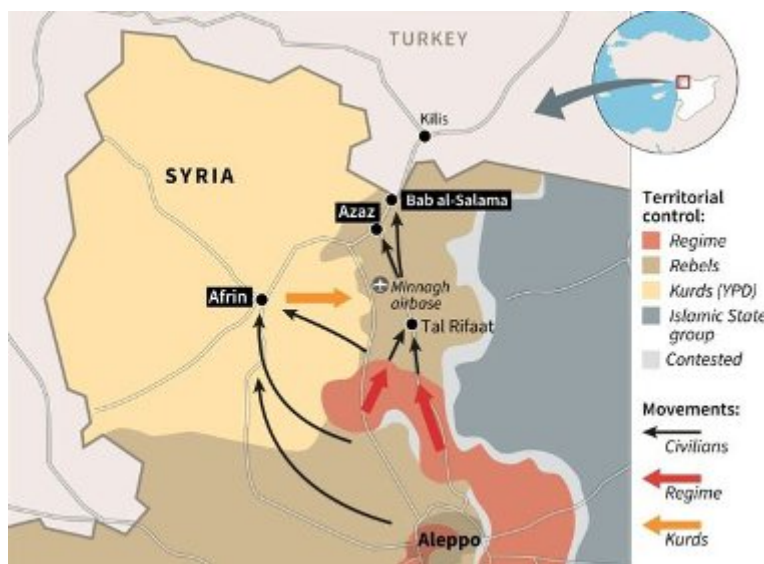 TURKEY
Kilis
SYRIA
Bab al-Salama
Azaz
Afrin
Minnagh
airbase
Tal Rifaat
Aleppo
Territorial
control:
Regime
Rebels
Kurds (YPD)
Islamic State
group
Contested
Movements:
Civilians
Regime
Kurds